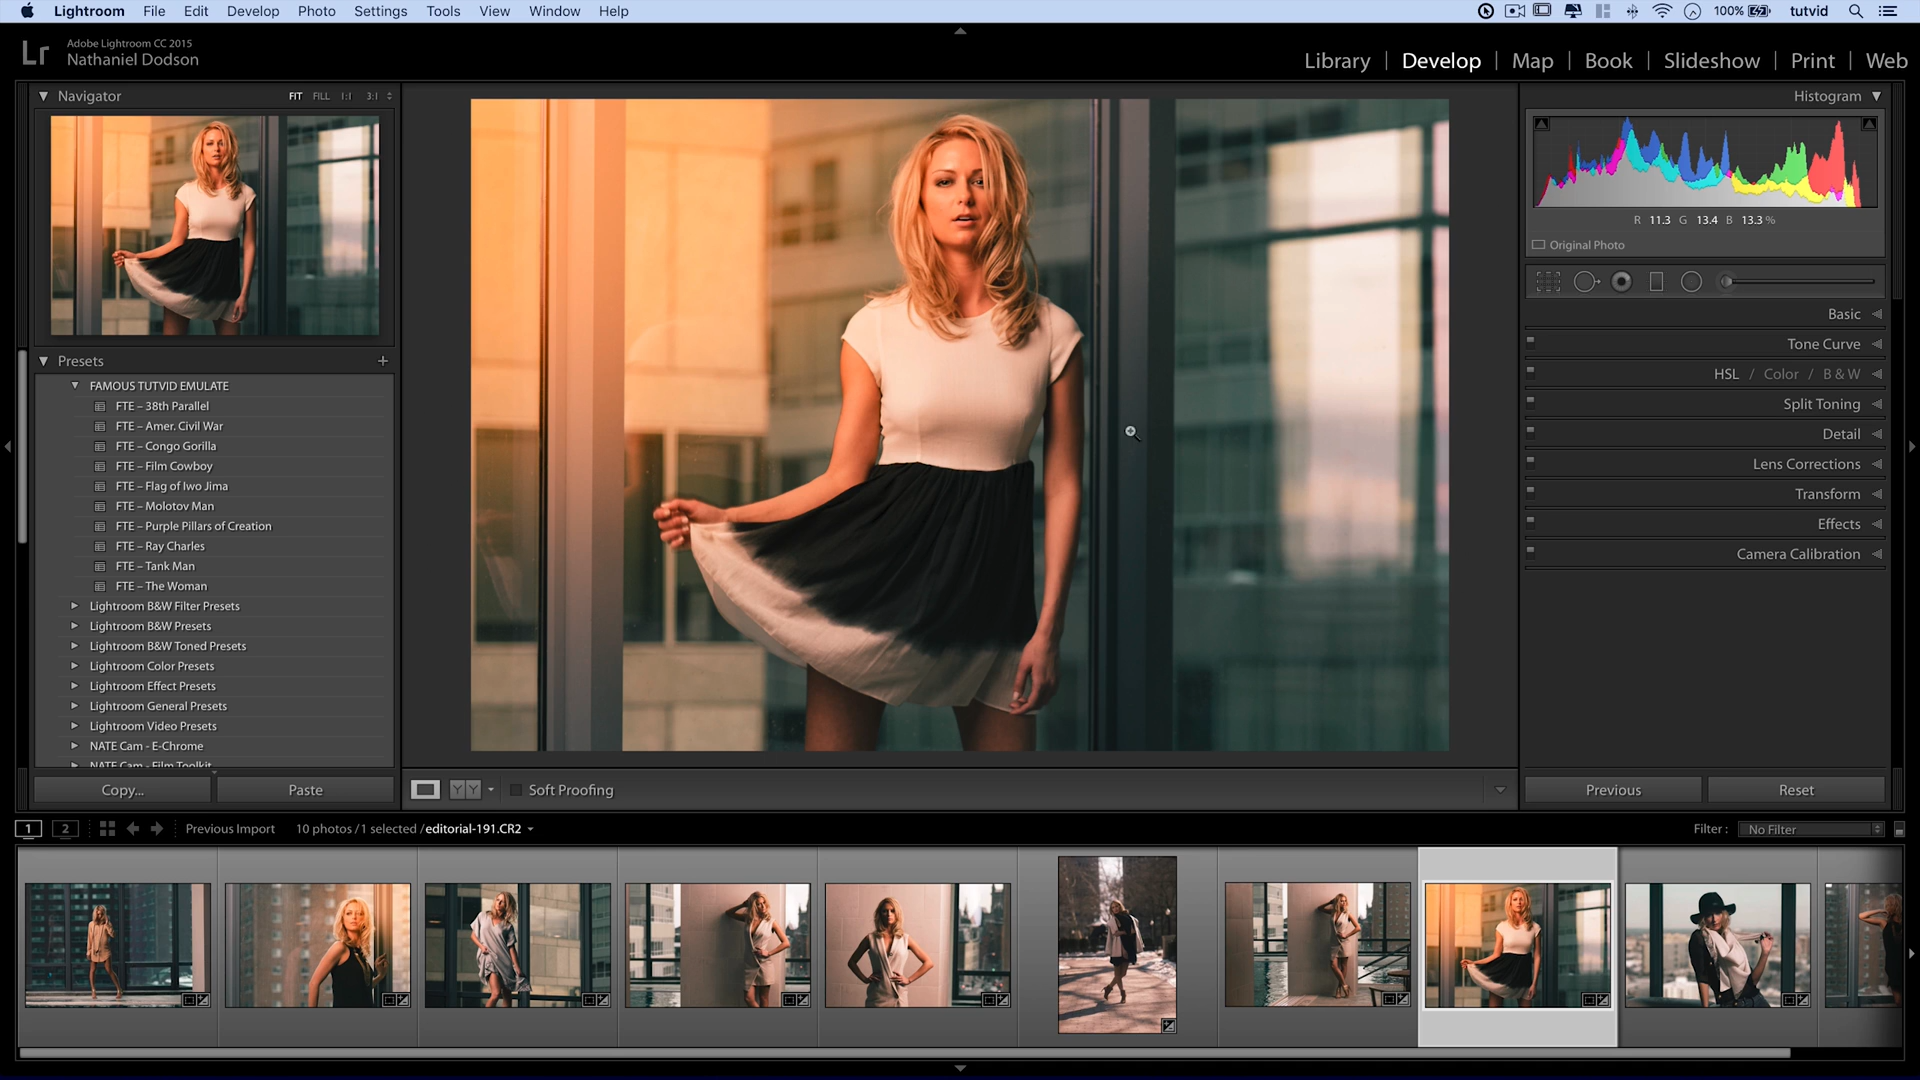 Lightroom File Edit Develop Photo Settings Tools View Window Help 100% tutvid
Lr Adobe Lightroom CC 2015
Nathaniel Dodson
Library | Develop | Map | Book | Slideshow | Print | Web
Navigator FIT FILL 1:1 3:1
Histogram
R 11.3 G 13.4 B 13.3 %
Original Photo
Basic
Tone Curve
HSL / Color / B & W
Split Toning
Detail
Lens Corrections
Transform
Effects
Camera Calibration
Presets +
FAMOUS TUTVID EMULATE
FTE – 38th Parallel
FTE – Amer. Civil War
FTE – Congo Gorilla
FTE – Film Cowboy
FTE – Flag of Iwo Jima
FTE – Molotov Man
FTE – Purple Pillars of Creation
FTE – Ray Charles
FTE – Tank Man
FTE – The Woman
Lightroom B&W Filter Presets
Lightroom B&W Presets
Lightroom B&W Toned Presets
Lightroom Color Presets
Lightroom Effect Presets
Lightroom General Presets
Lightroom Video Presets
NATE Cam - E-Chrome
NATE Cam - Film Toolkit
Copy... Paste
Y Y Soft Proofing
Previous Reset
1 2 Previous Import 10 photos / 1 selected / editorial-191.CR2
Filter : No Filter